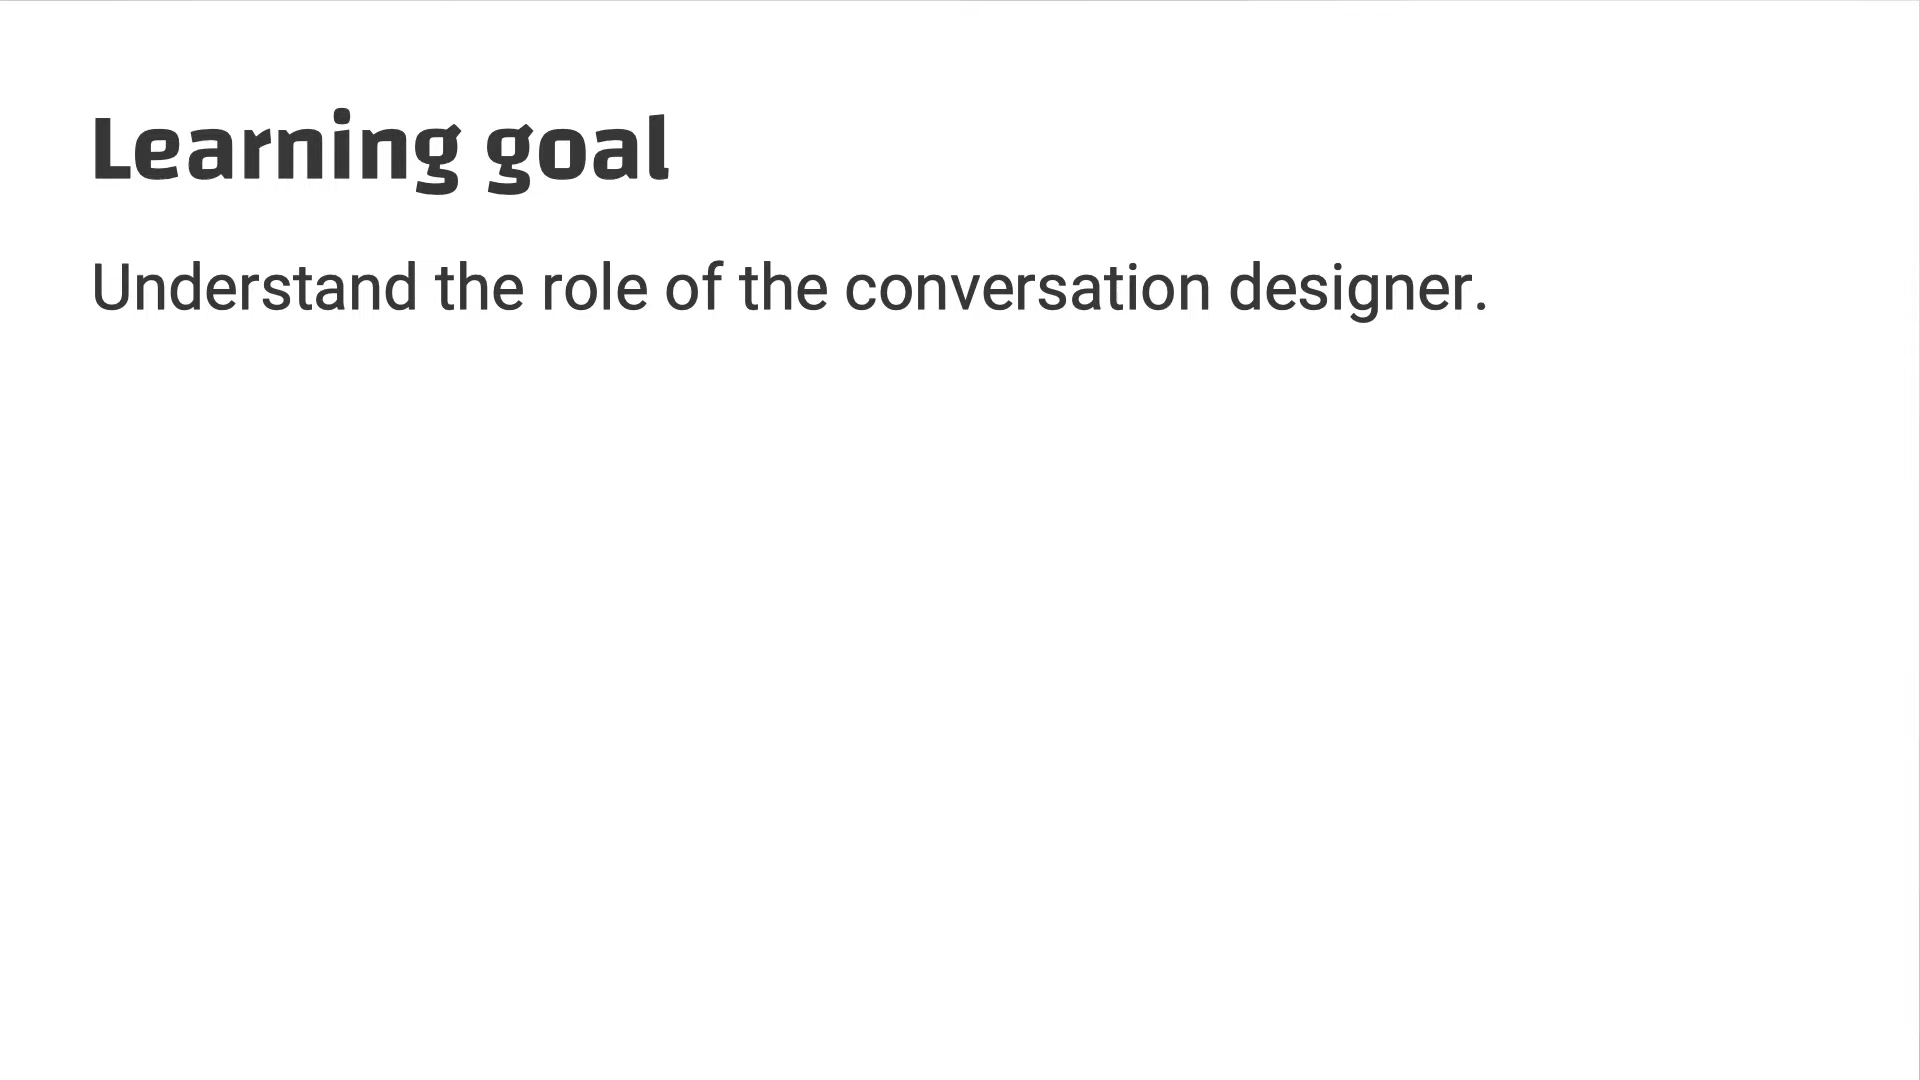 Learning goal
Understand the role of the conversation designer.